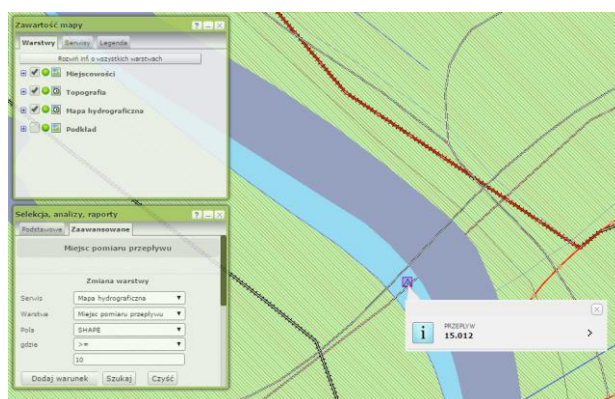 Zawartość mapy
Warstwy Serwisy Legenda
Rozwiń inf. o wszystkich warstwach
Miejscowości
Topografia
Mapa hydrograficzna
Podkład
Selekcja, analizy, raporty
Podstawowe Zaawansowane
Miejsc pomiaru przepływu
Zmiana warstwy
Serwis Mapa hydrograficzna
Warstwa Miejsc pomiaru przepływu
Pola SHAPE
gdzie >=
10
Dodaj warunek Szukaj Czyść
PRZEPŁYW
15.012